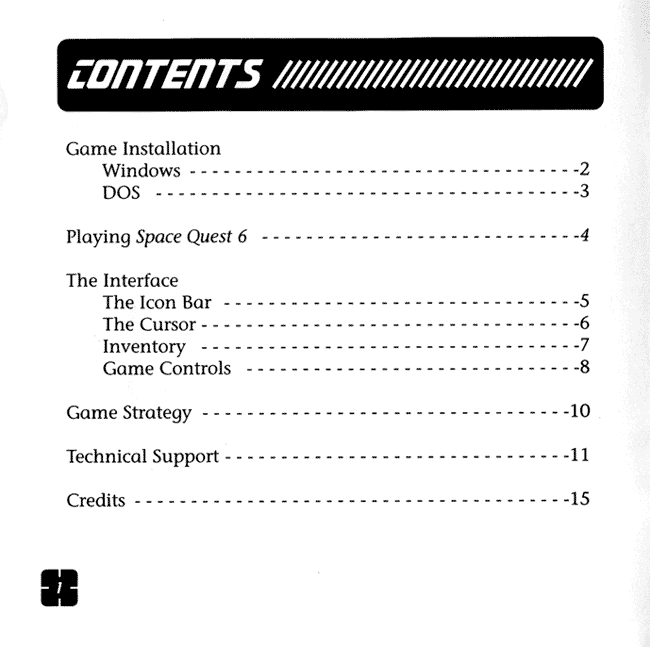 CONTENTS
Game Installation
Windows - - - - - - - - - - - - - - - - - - - - - - - - - - - - - - - - - - -2
DOS - - - - - - - - - - - - - - - - - - - - - - - - - - - - - - - - - - - - - -3
Playing Space Quest 6 - - - - - - - - - - - - - - - - - - - - - - - - - - - -4
The Interface
The Icon Bar - - - - - - - - - - - - - - - - - - - - - - - - - - - - - - - -5
The Cursor - - - - - - - - - - - - - - - - - - - - - - - - - - - - - - - - - -6
Inventory - - - - - - - - - - - - - - - - - - - - - - - - - - - - - - - - - -7
Game Controls - - - - - - - - - - - - - - - - - - - - - - - - - - - - - -8
Game Strategy - - - - - - - - - - - - - - - - - - - - - - - - - - - - - - - - -10
Technical Support - - - - - - - - - - - - - - - - - - - - - - - - - - - - - - -11
Credits - - - - - - - - - - - - - - - - - - - - - - - - - - - - - - - - - - - - - - -15
1